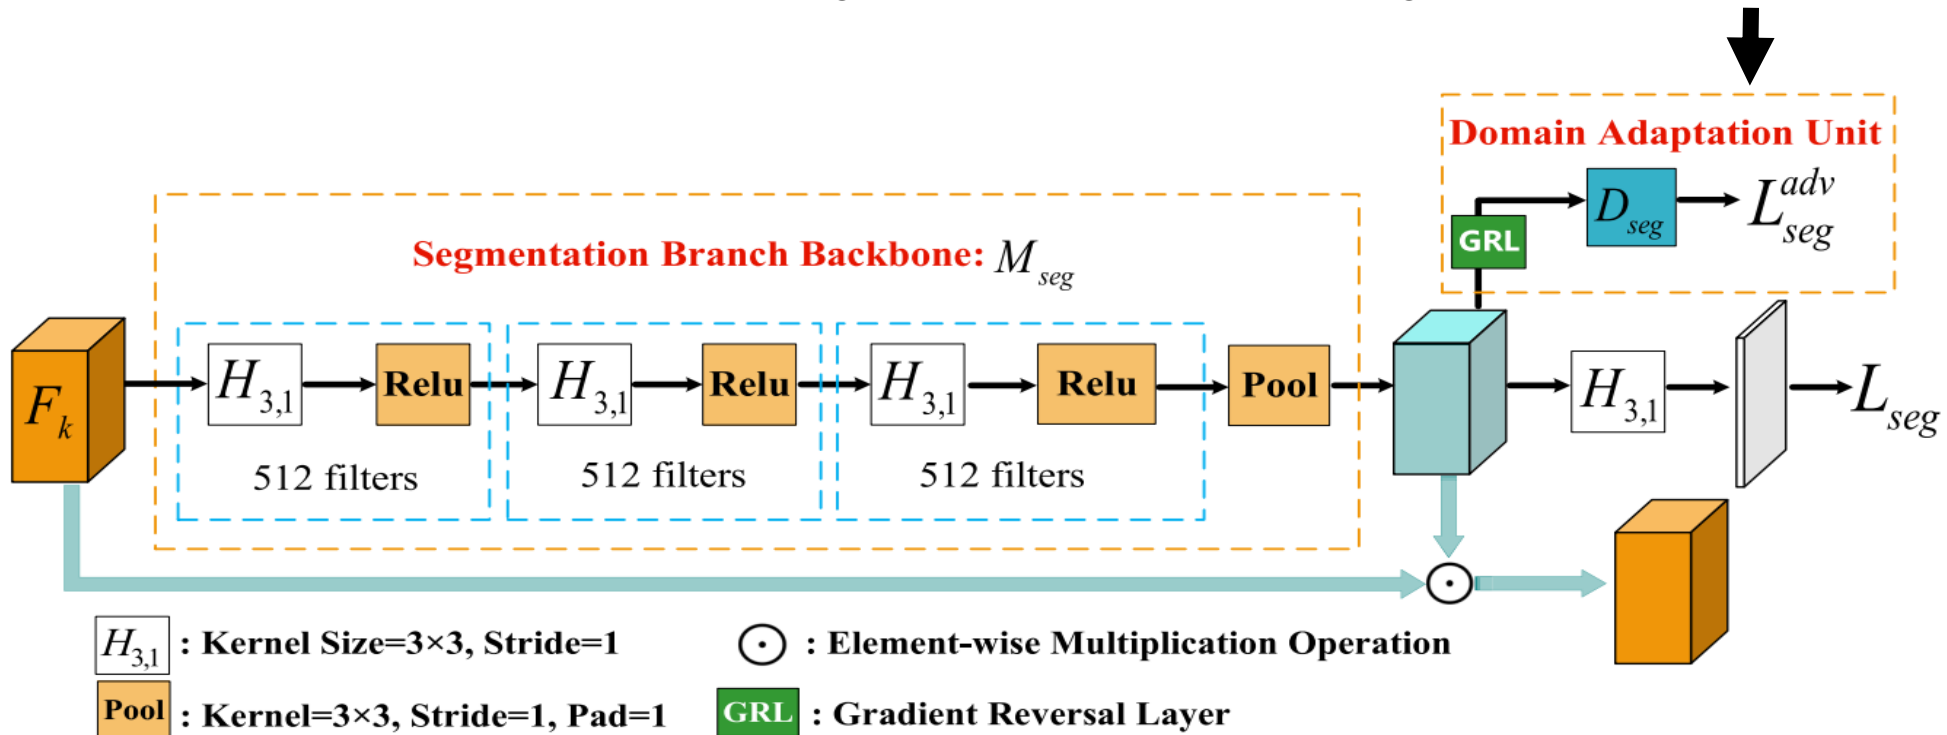 Domain Adaptation Unit
GRL
D_seg
L_seg^adv
Segmentation Branch Backbone: M_seg
F_k
H_3,1
Relu
H_3,1
Relu
H_3,1
Relu
Pool
H_3,1
L_seg
512 filters
512 filters
512 filters
H_3,1 : Kernel Size=3×3, Stride=1
⊙ : Element-wise Multiplication Operation
Pool : Kernel=3×3, Stride=1, Pad=1
GRL : Gradient Reversal Layer